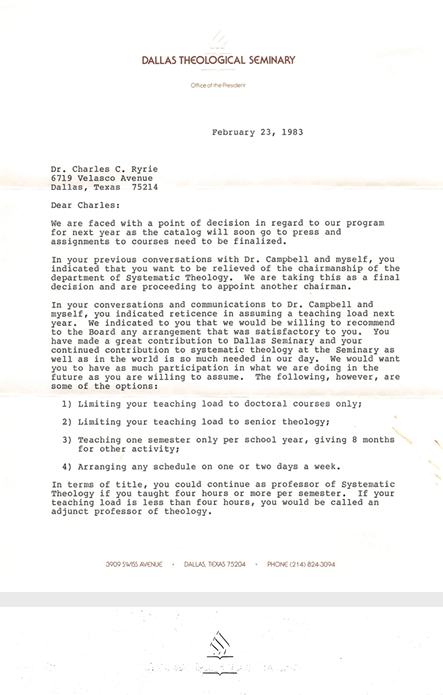 DALLAS THEOLOGICAL SEMINARY
Office of the President
February 23, 1983
Dr. Charles C. Ryrie
6719 Velasco Avenue
Dallas, Texas 75214
Dear Charles:
We are faced with a point of decision in regard to our program
for next year as the catalog will soon go to press and
assignments to courses need to be finalized.
In your previous conversations with Dr. Campbell and myself, you
indicated that you want to be relieved of the chairmanship of the
department of Systematic Theology. We are taking this as a final
decision and are proceeding to appoint another chairman.
In your conversations and communications to Dr. Campbell and
myself, you indicated reticence in assuming a teaching load next
year. We indicated to you that we would be willing to recommend
to the Board any arrangement that was satisfactory to you. You
have made a great contribution to Dallas Seminary and your
continued contribution to systematic theology at the Seminary as
well as in the world is so much needed in our day. We would want
you to have as much participation in what we are doing in the
future as you are willing to assume. The following, however, are
some of the options:
1) Limiting your teaching load to doctoral courses only;
2) Limiting your teaching load to senior theology;
3) Teaching one semester only per school year, giving 8 months
for other activity;
4) Arranging any schedule on one or two days a week.
In terms of title, you could continue as professor of Systematic
Theology if you taught four hours or more per semester. If your
teaching load is less than four hours, you would be called an
adjunct professor of theology.
3909 SWISS AVENUE • DALLAS, TEXAS 75204 • PHONE (214) 824-3094